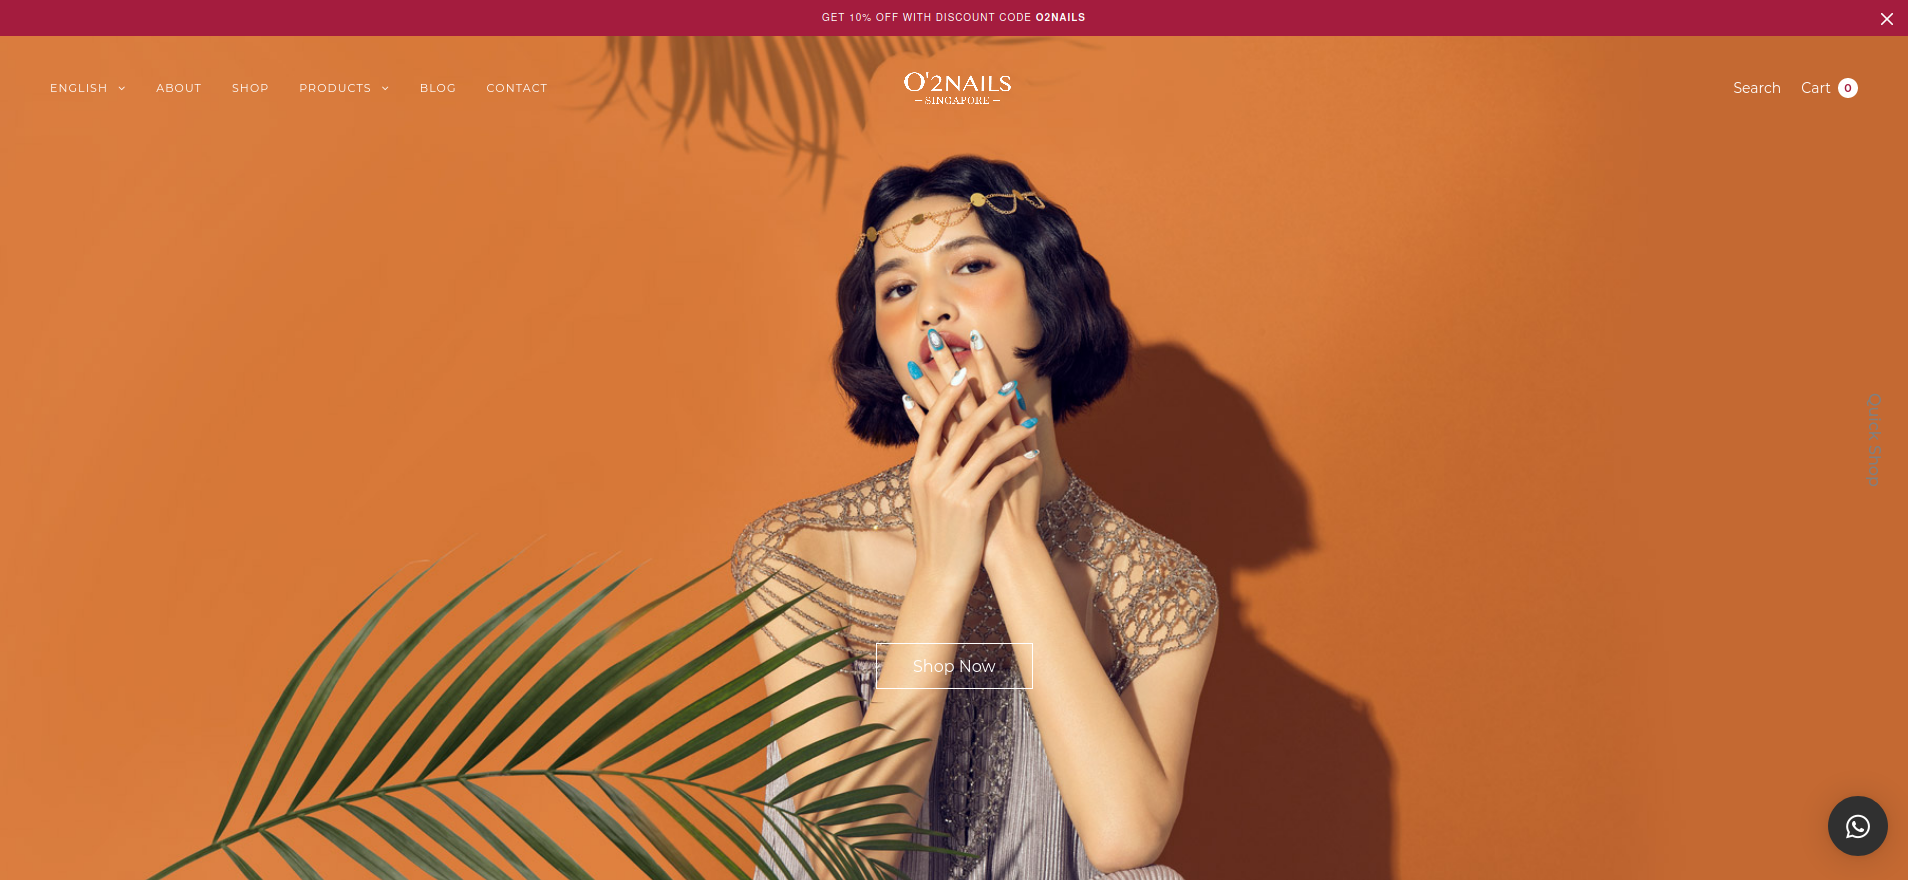 GET 10% OFF WITH DISCOUNT CODE O2NAILS
ENGLISH ABOUT SHOP PRODUCTS BLOG CONTACT
O'2NAILS
SINGAPORE
Search Cart 0
Quick Shop
Shop Now